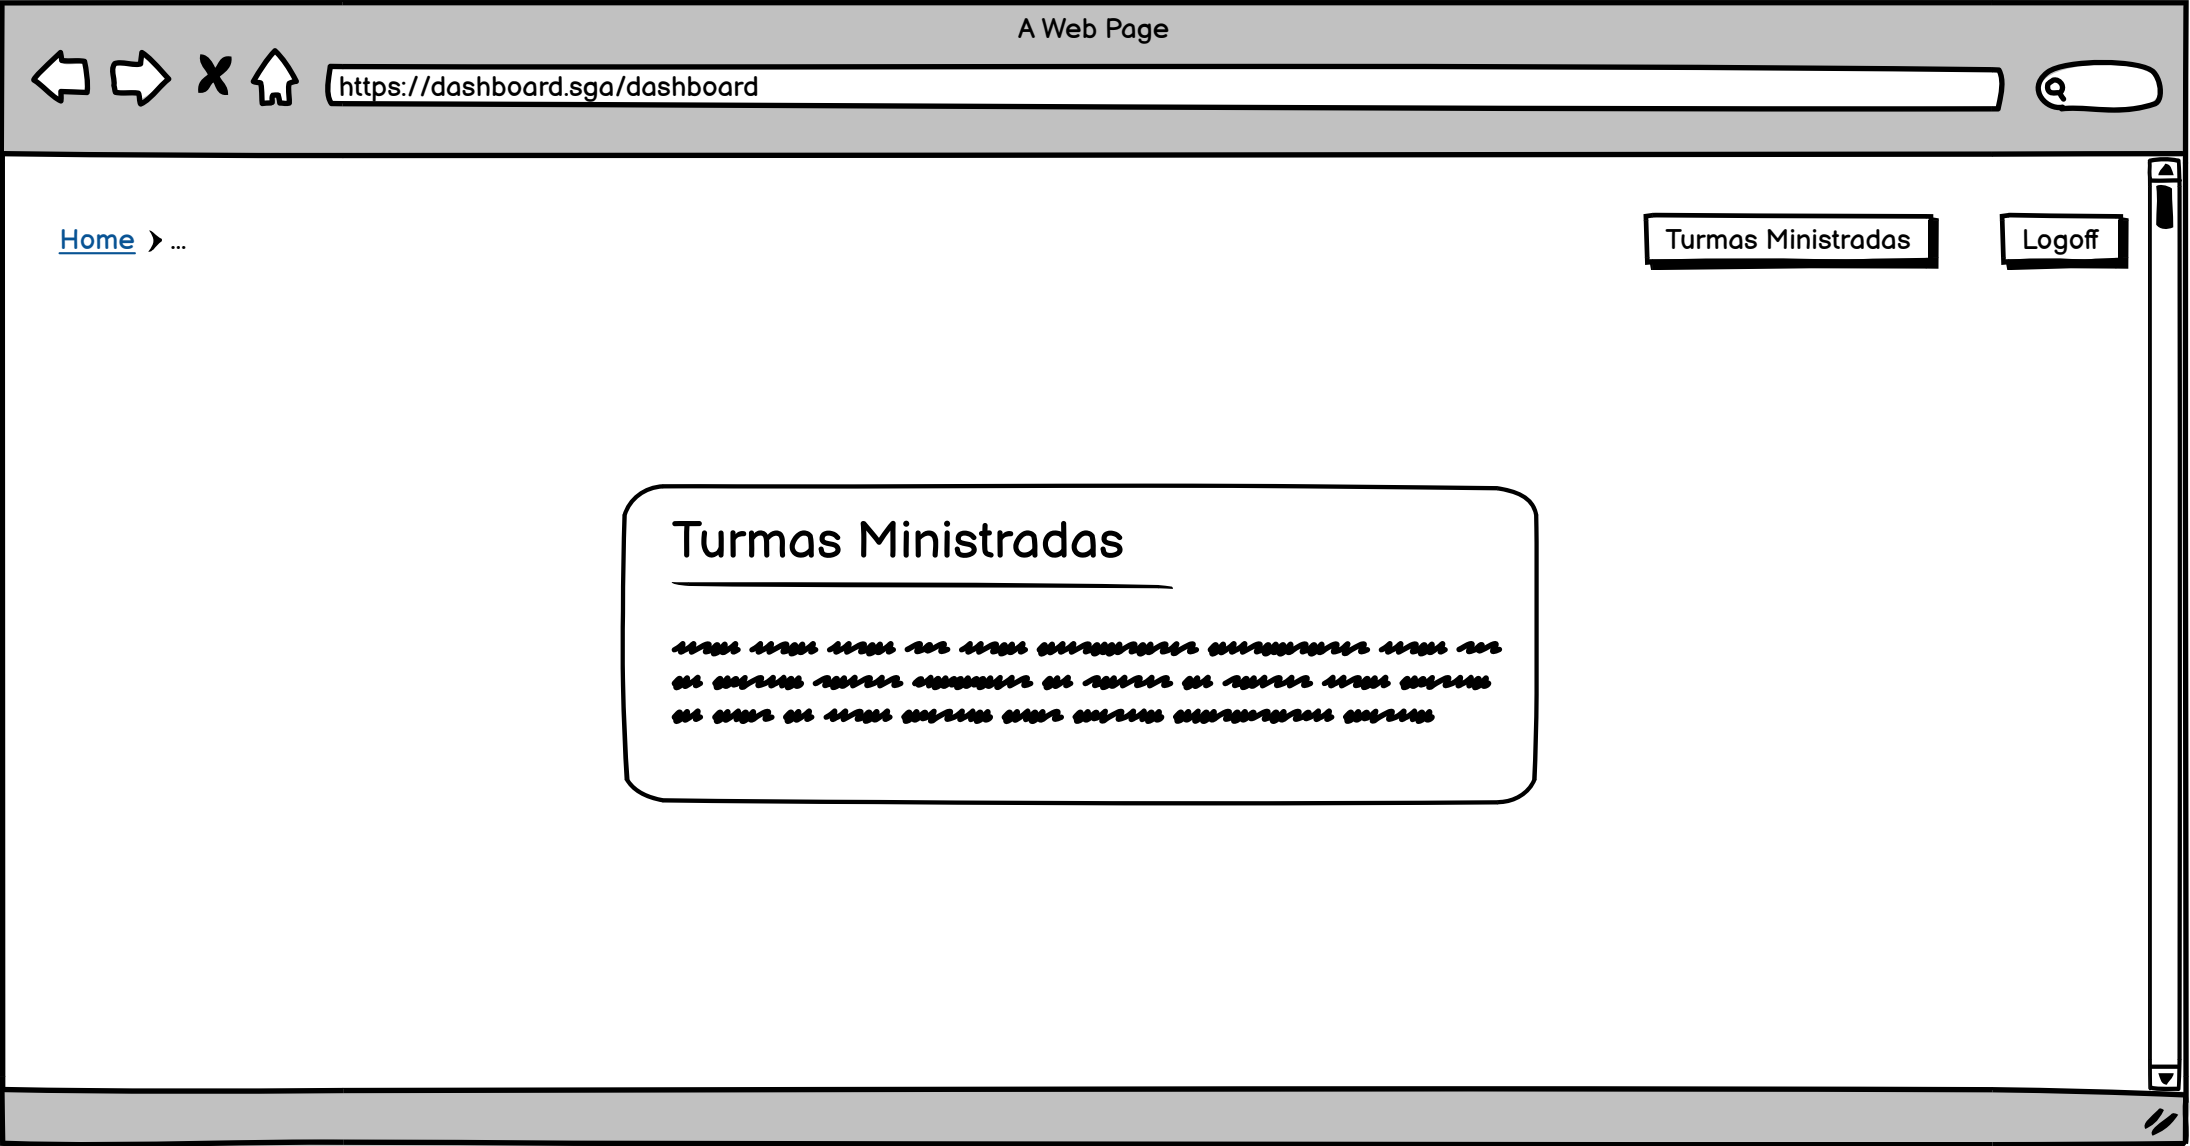 A Web Page
https://dashboard.sga/dashboard
Home ...
Turmas Ministradas
Logoff
Turmas Ministradas